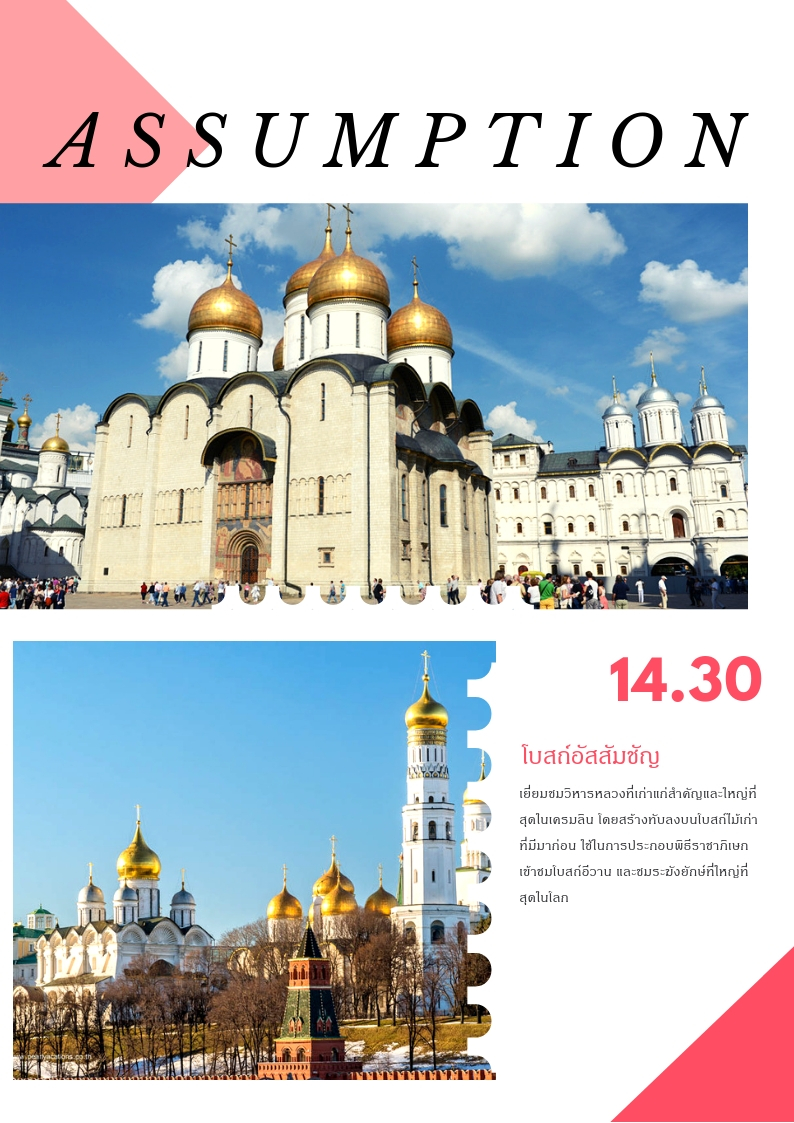 ASSUMPTION
14.30
โบสถ์อัสสัมชัญ
เยี่ยมชมวิหารหลวงที่เก่าแก่สำคัญและใหญ่ที่
สุดในเครมลิน โดยสร้างทับลงบนโบสถ์ไม้เก่า
ที่มีมาก่อน ใช้ในการประกอบพิธีราชาภิเษก
เข้าชมโบสถ์อีวาน และชมระฆังยักษ์ที่ใหญ่ที่
สุดในโลก